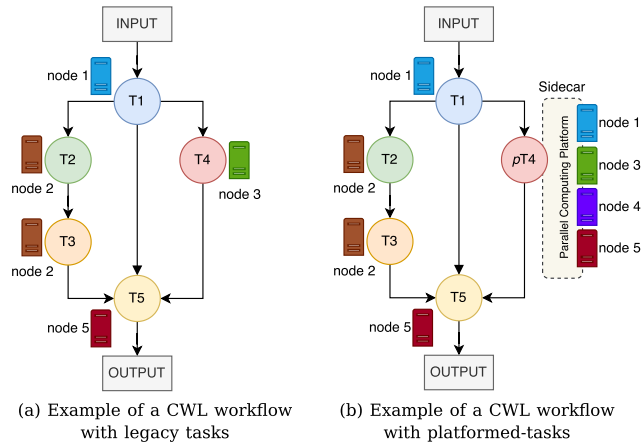 INPUT
node 1
T1
T2
node 2
T4
node 3
T3
node 2
T5
node 5
OUTPUT
(a) Example of a CWL workflow
with legacy tasks
INPUT
node 1
T1
Sidecar
T2
node 2
pT4
Parallel Computing Platform
node 1
node 3
node 4
node 5
T3
node 2
T5
node 5
OUTPUT
(b) Example of a CWL workflow
with platformed-tasks